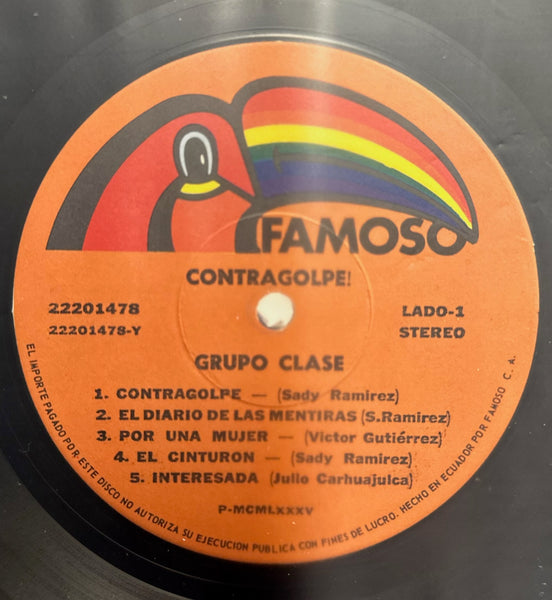 FAMOSO
CONTRAGOLPE!
22201478
22201478-Y
LADO-1
STEREO
GRUPO CLASE
1. CONTRAGOLPE — (Sady Ramirez)
2. EL DIARIO DE LAS MENTIRAS (S.Ramirez)
3. POR UNA MUJER — (Victor Gutiérrez)
4. EL CINTURON — (Sady Ramirez)
5. INTERESADA (Julio Carhuajulca)
P-MCMLXXXV
EL IMPORTE PAGADO POR ESTE DISCO NO AUTORIZA SU EJECUCION PUBLICA CON FINES DE LUCRO. HECHO EN ECUADOR POR FAMOSO C. A.